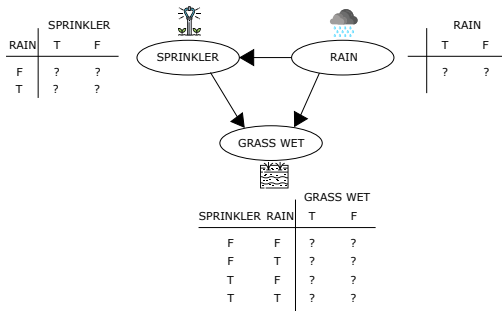 SPRINKLER
RAIN T F
F ? ?
T ? ?
SPRINKLER
RAIN
RAIN
T F
? ?
GRASS WET
GRASS WET
SPRINKLER RAIN T F
F F ? ?
F T ? ?
T F ? ?
T T ? ?